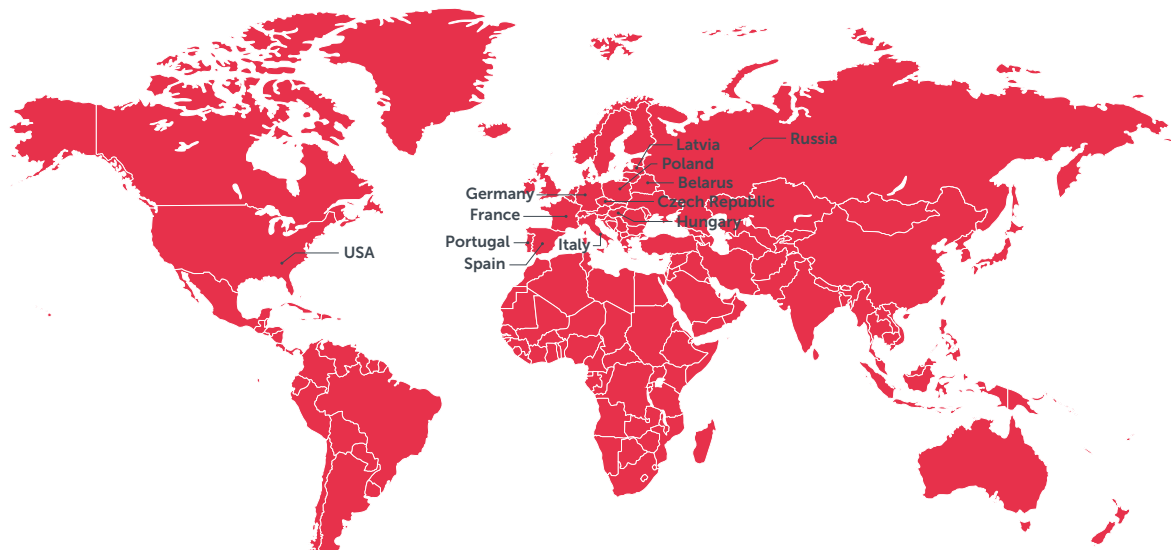 Russia
Latvia
Poland
Belarus
Germany
Czech Republic
France
Hungary
Portugal
Italy
USA
Spain